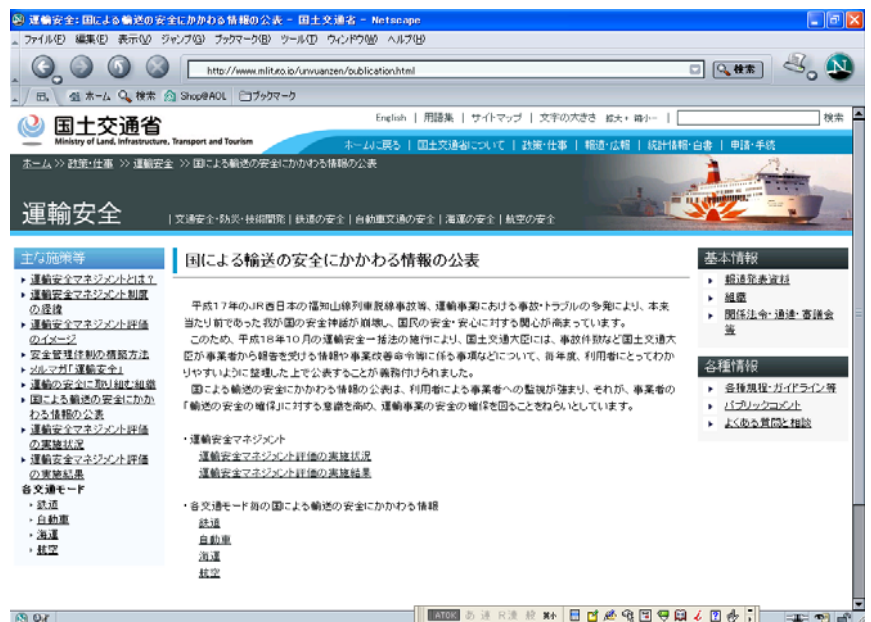 運輸安全:国による輸送の安全にかかわる情報の公表 - 国土交通省 - Netscape
ファイル(F) 編集(E) 表示(V) ジャンプ(G) ブックマーク(B) ツール(T) ウィンドウ(W) ヘルプ(H)
http://www.mlit.go.jp/unyuanzen/publication.html
検索
ホーム 検索 Shop@AOL ブックマーク
国土交通省
Ministry of Land, Infrastructure, Transport and Tourism
English | 用語集 | サイトマップ | 文字の大きさ 拡大+ 縮小- | 検索
ホームに戻る | 国土交通省について | 政策・仕事 | 報道・広報 | 統計情報・白書 | 申請・手続
ホーム >> 政策・仕事 >> 運輸安全 >> 国による輸送の安全にかかわる情報の公表
運輸安全
| 交通安全・防災・技術開発 | 鉄道の安全 | 自動車交通の安全 | 海運の安全 | 航空の安全
主な施策等
運輸安全マネジメントとは?
運輸安全マネジメント制度
の経緯
運輸安全マネジメント評価
のイメージ
安全管理体制の構築方法
メルマガ「運輸安全」
運輸の安全に取り組む組織
国による輸送の安全にかか
わる情報の公表
運輸安全マネジメント評価
の実施状況
運輸安全マネジメント評価
の実施結果
各交通モード
・鉄道
・自動車
・海運
・航空
国による輸送の安全にかかわる情報の公表
平成17年のJR西日本の福知山線列車脱線事故等、運輸事業における事故・トラブルの多発により、本来
当たり前であった我が国の安全神話が崩壊し、国民の安全・安心に対する関心が高まっています。
このため、平成18年10月の運輸安全一括法の施行により、国土交通大臣には、事故件数など国土交通大
臣が事業者から報告を受ける情報や事業改善命令等に係る事項などについて、毎年度、利用者にとってわか
りやすいように整理した上で公表することが義務付けられました。
国による輸送の安全にかかわる情報の公表は、利用者による事業者への監視が強まり、それが、事業者の
「輸送の安全の確保」に対する意識を高め、運輸事業の安全の確保を図ることをねらいとしています。
・運輸安全マネジメント
運輸安全マネジメント評価の実施状況
運輸安全マネジメント評価の実施結果
・各交通モード毎の国による輸送の安全にかかわる情報
鉄道
自動車
海運
航空
基本情報
報道発表資料
組織
関係法令・通達・審議会
等
各種情報
各種規程・ガイドライン等
パブリックコメント
よくある質問と相談
ATOK あ 連 R漢 般